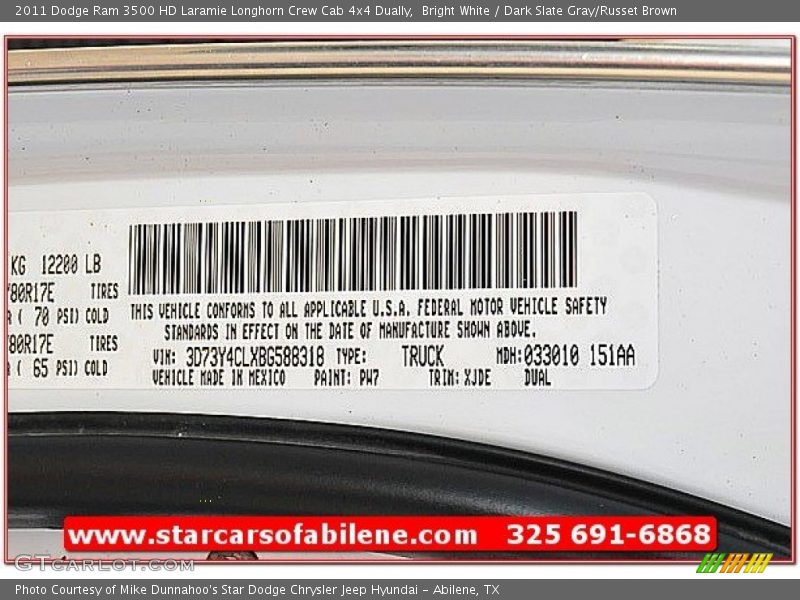 2011 Dodge Ram 3500 HD Laramie Longhorn Crew Cab 4x4 Dually,  Bright White / Dark Slate Gray/Russet Brown
KG 12200 LB
80R17E TIRES
( 70 PSI) COLD
80R17E TIRES
( 65 PSI) COLD
THIS VEHICLE CONFORMS TO ALL APPLICABLE U.S.A. FEDERAL MOTOR VEHICLE SAFETY
STANDARDS IN EFFECT ON THE DATE OF MANUFACTURE SHOWN ABOVE.
VIN: 3D73Y4CLXBG588318 TYPE: TRUCK MDH:033010 151AA
VEHICLE MADE IN MEXICO PAINT: PW7 TRIM: XJDE DUAL
www.starcarsofabilene.com 325 691-6868
GTCARLOT.COM
Photo Courtesy of Mike Dunnahoo's Star Dodge Chrysler Jeep Hyundai - Abilene, TX